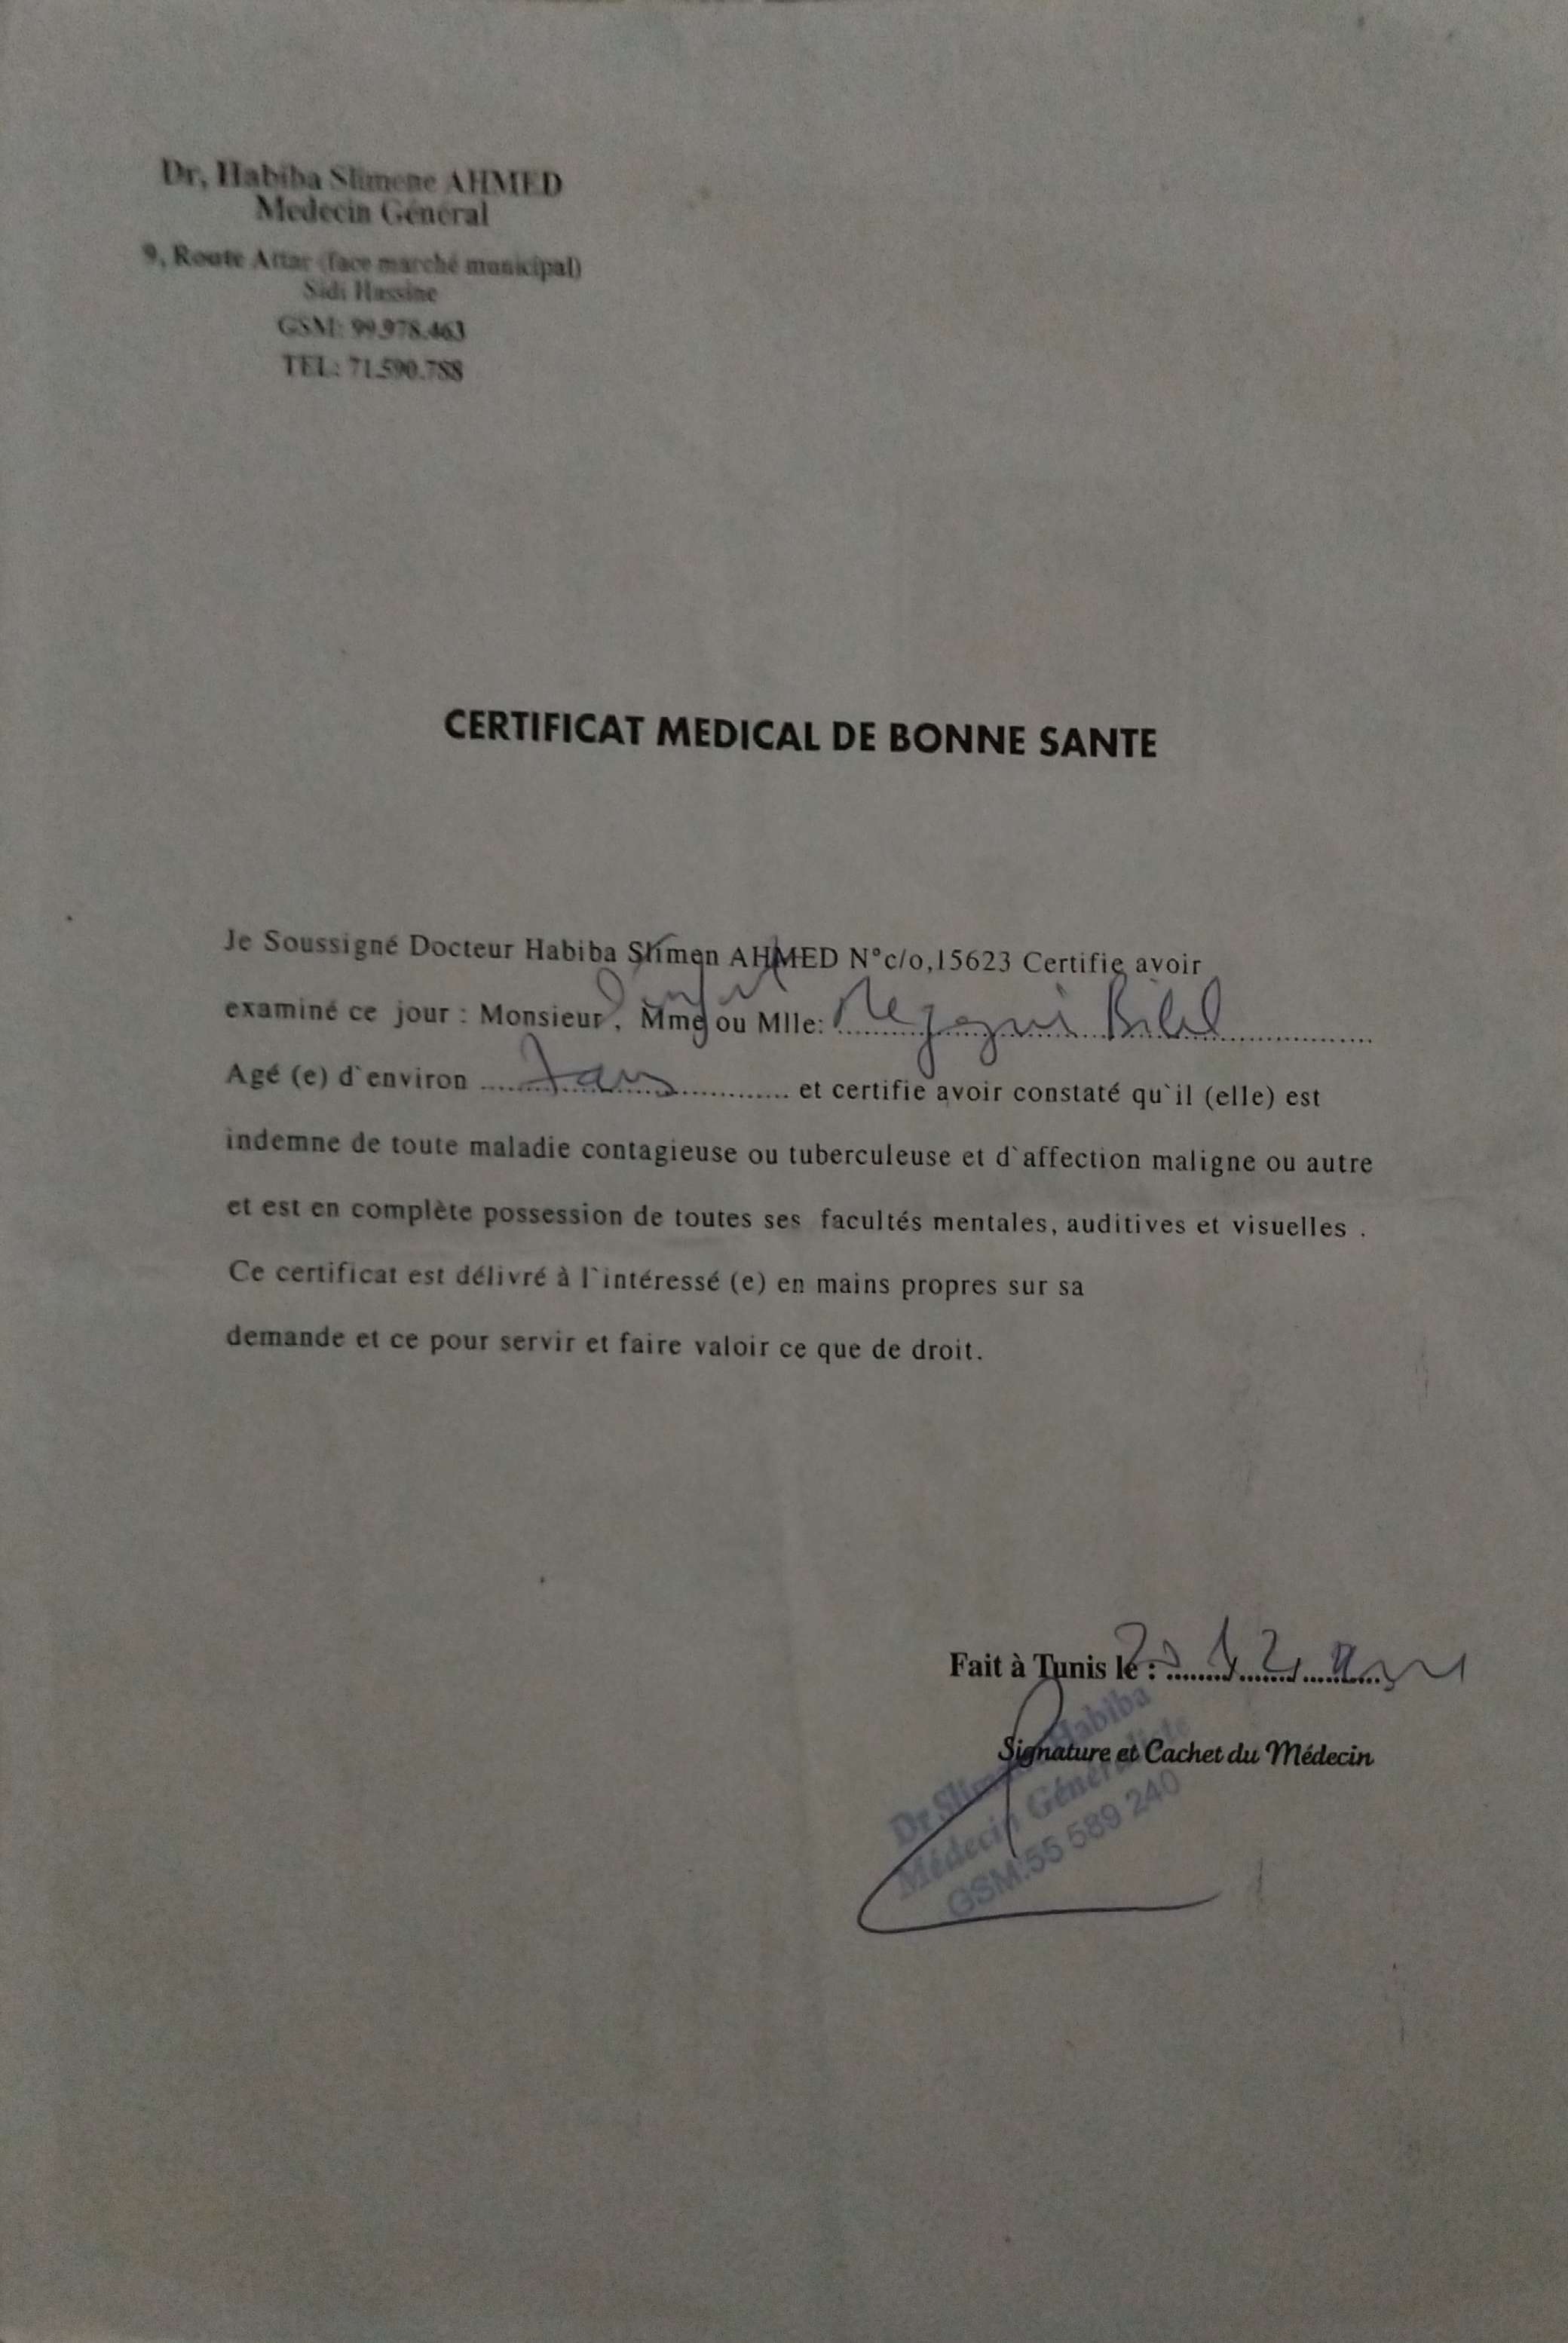 Dr, Habiba Slimene AHMED
Medecin Général
9, Route Attar (face marché municipal)
Sidi Hassine
GSM: 99.978.463
TEL: 71.590.788
CERTIFICAT MEDICAL DE BONNE SANTE
Je Soussigné Docteur Habiba Slimen AHMED N°c/o,15623 Certifie avoir
examiné ce jour : Monsieur , Mme ou Mlle: Bilel
Agé (e) d`environ ans et certifie avoir constaté qu`il (elle) est
indemne de toute maladie contagieuse ou tuberculeuse et d`affection maligne ou autre
et est en complète possession de toutes ses facultés mentales, auditives et visuelles .
Ce certificat est délivré à l`intéressé (e) en mains propres sur sa
demande et ce pour servir et faire valoir ce que de droit.
Fait à Tunis le :
Signature et Cachet du Médecin
Dr Habiba
Médecin Généraliste
GSM:55 589 240